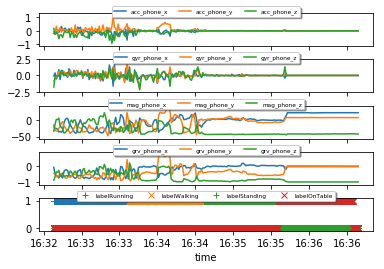 acc_phone_x acc_phone_y acc_phone_z
1
0
−1
gyr_phone_x gyr_phone_y gyr_phone_z
2.5
0.0
−2.5
mag_phone_x mag_phone_y mag_phone_z
0
−50
grv_phone_x grv_phone_y grv_phone_z
0
−1
labelRunning labelWalking labelStanding labelOnTable
1
0
16:32 16:33 16:33 16:34 16:34 16:35 16:35 16:36 16:36
time